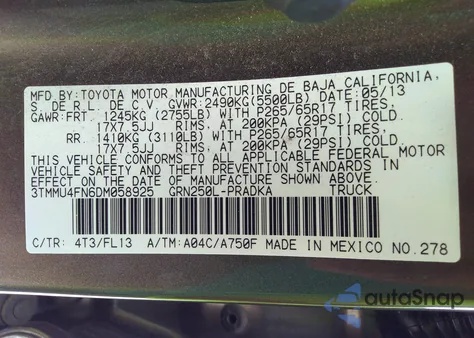 MFD.BY:TOYOTA MOTOR MANUFACTURING DE BAJA CALIFORNIA,
S. DE R.L. DE C.V. GVWR:2490KG(5500LB) DATE:05/13
GAWR:FRT. 1245KG (2755LB) WITH P265/65R17 TIRES,
17X7.5JJ RIMS, AT 200KPA (29PSI) COLD.
RR. 1410KG (3110LB) WITH P265/65R17 TIRES,
17X7.5JJ RIMS, AT 200KPA (29PSI) COLD.
THIS VEHICLE CONFORMS TO ALL APPLICABLE FEDERAL MOTOR
VEHICLE SAFETY AND THEFT PREVENTION STANDARDS IN
EFFECT ON THE DATE OF MANUFACTURE SHOWN ABOVE.
3TMMU4FN6DM058925 GRN250L-PRADKA TRUCK
C/TR: 4T3/FL13 A/TM:A04C/A750F MADE IN MEXICO NO.278
autoSnap